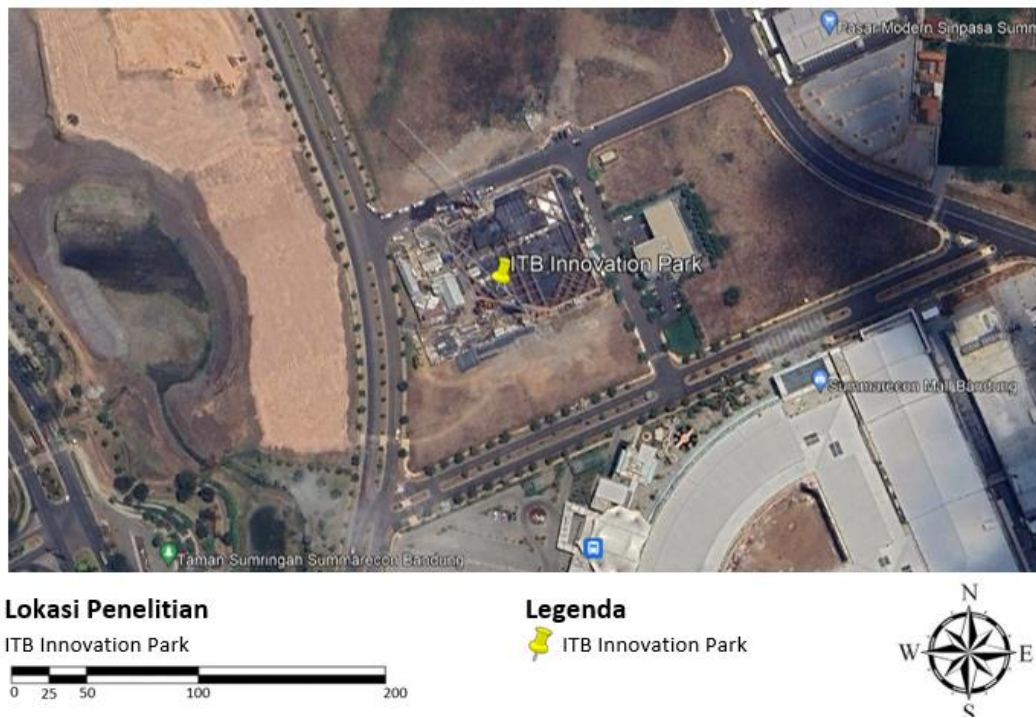 Pasar Modern Sinpasa Summ
ITB Innovation Park
Summarecon Mall Bandung
Taman Sumringah Summarecon Bandung
Lokasi Penelitian
ITB Innovation Park
0 25 50 100 200
Legenda
ITB Innovation Park
N
W E
S